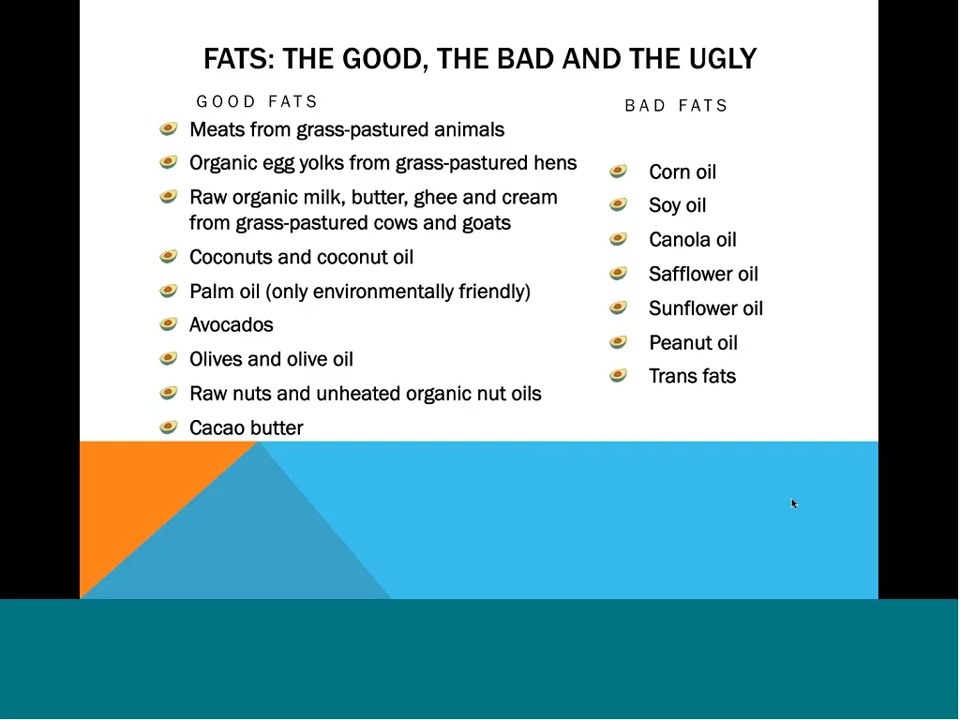 FATS: THE GOOD, THE BAD AND THE UGLY
GOOD FATS
Meats from grass-pastured animals
Organic egg yolks from grass-pastured hens
Raw organic milk, butter, ghee and cream
from grass-pastured cows and goats
Coconuts and coconut oil
Palm oil (only environmentally friendly)
Avocados
Olives and olive oil
Raw nuts and unheated organic nut oils
Cacao butter
BAD FATS
Corn oil
Soy oil
Canola oil
Safflower oil
Sunflower oil
Peanut oil
Trans fats